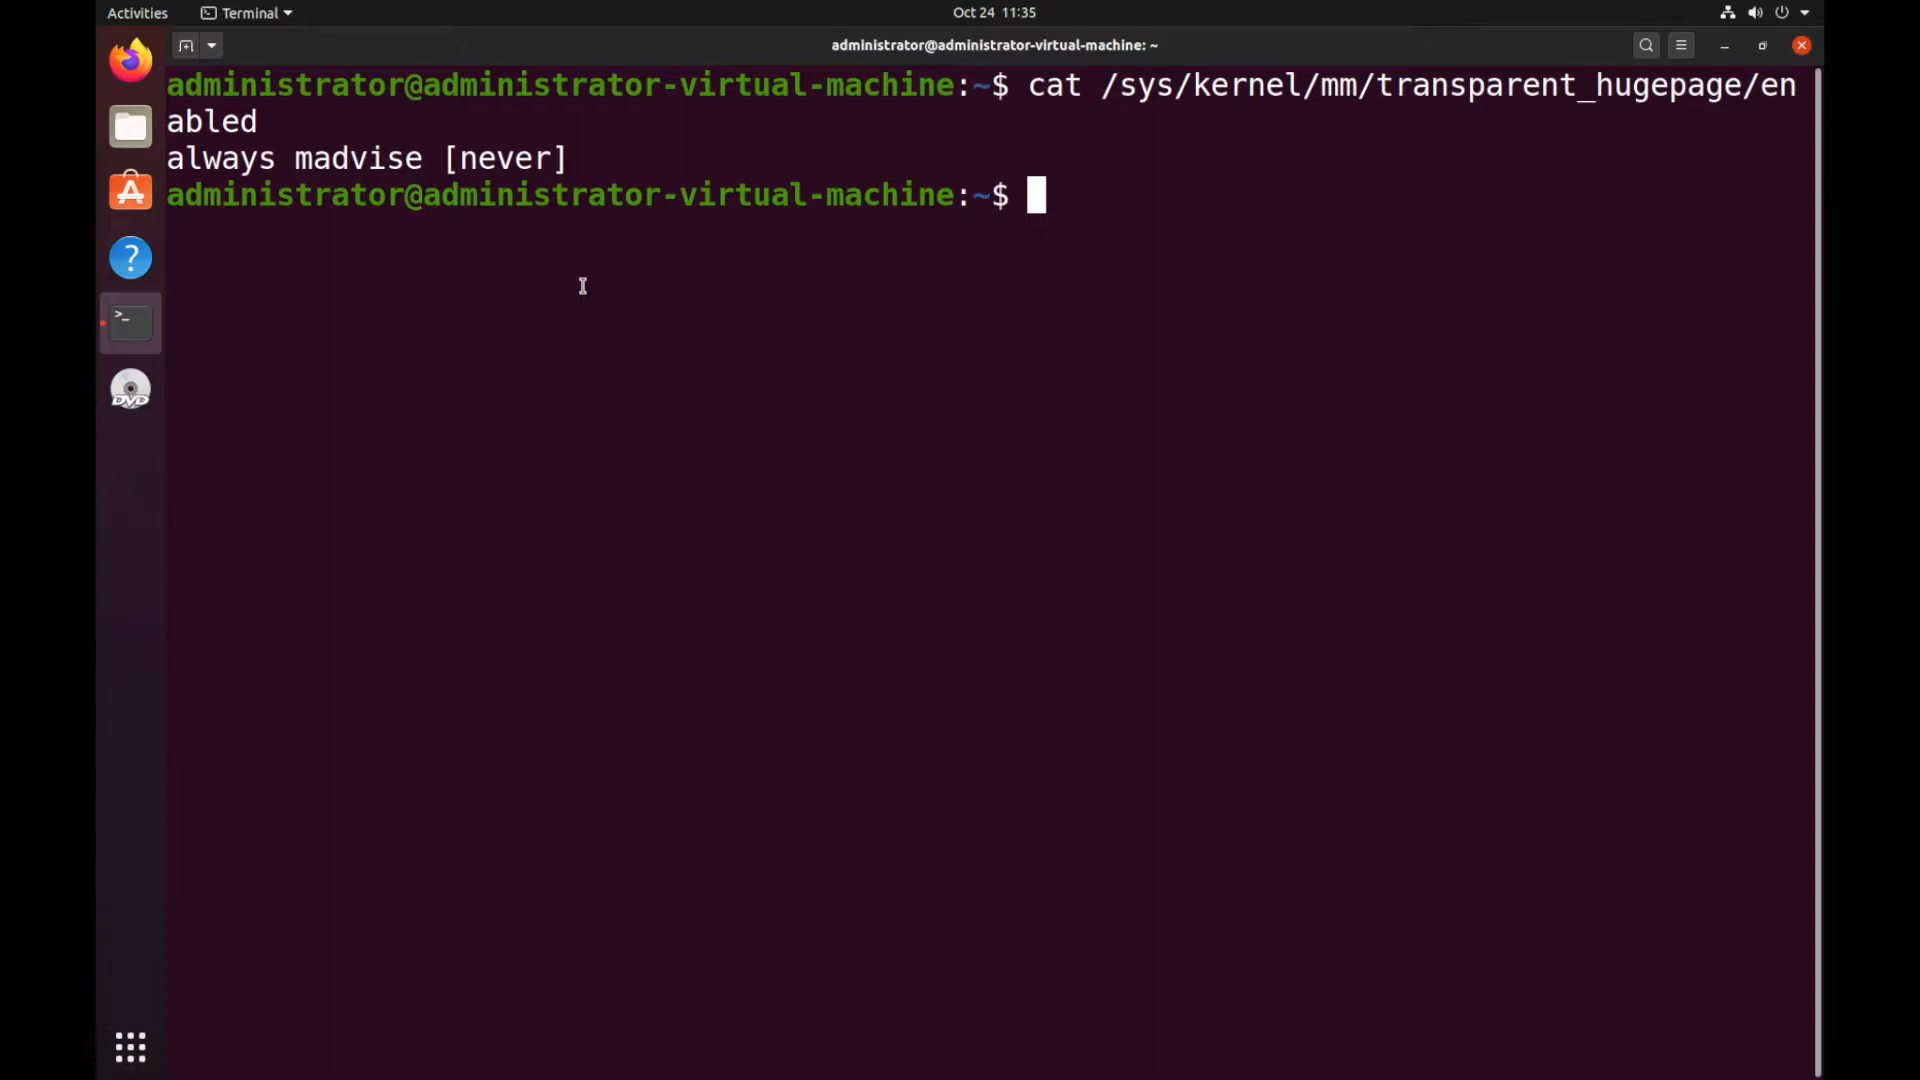 Activities
Terminal
Oct 24 11:35
administrator@administrator-virtual-machine: ~
administrator@administrator-virtual-machine:~$ cat /sys/kernel/mm/transparent_hugepage/en
abled
always madvise [never]
administrator@administrator-virtual-machine:~$
?
>_
DVD